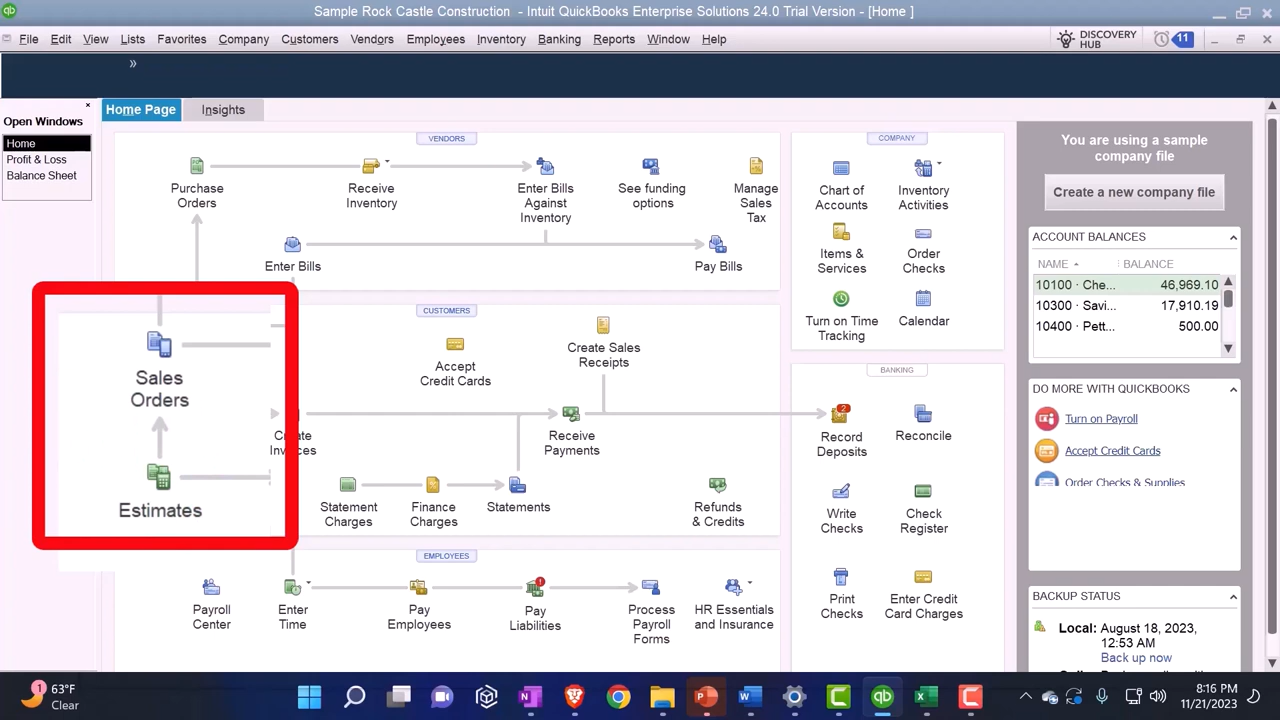 Sample Rock Castle Construction - Intuit QuickBooks Enterprise Solutions 24.0 Trial Version - [Home ]
File Edit View Lists Favorites Company Customers Vendors Employees Inventory Banking Reports Window Help
DISCOVERY
HUB
11
»
Open Windows
Home
Profit & Loss
Balance Sheet
Home Page
Insights
VENDORS
Purchase
Orders
Receive
Inventory
Enter Bills
Against
Inventory
See funding
options
Manage
Sales
Tax
Enter Bills
Pay Bills
CUSTOMERS
Sales
Orders
Estimates
Accept
Credit Cards
Create Sales
Receipts
Create
Invoices
Receive
Payments
Statement
Charges
Finance
Charges
Statements
Refunds
& Credits
EMPLOYEES
Payroll
Center
Enter
Time
Pay
Employees
Pay
Liabilities
Process
Payroll
Forms
HR Essentials
and Insurance
COMPANY
Chart of
Accounts
Inventory
Activities
Items &
Services
Order
Checks
Turn on Time
Tracking
Calendar
BANKING
2
Record
Deposits
Reconcile
Write
Checks
Check
Register
Print
Checks
Enter Credit
Card Charges
You are using a sample
company file
Create a new company file
ACCOUNT BALANCES
NAME BALANCE
10100 · Che... 46,969.10
10300 · Savi... 17,910.19
10400 · Pett... 500.00
DO MORE WITH QUICKBOOKS
Turn on Payroll
Accept Credit Cards
Order Checks & Supplies
BACKUP STATUS
Local: August 18, 2023,
12:53 AM
Back up now
1
63°F
Clear
8:16 PM
11/21/2023